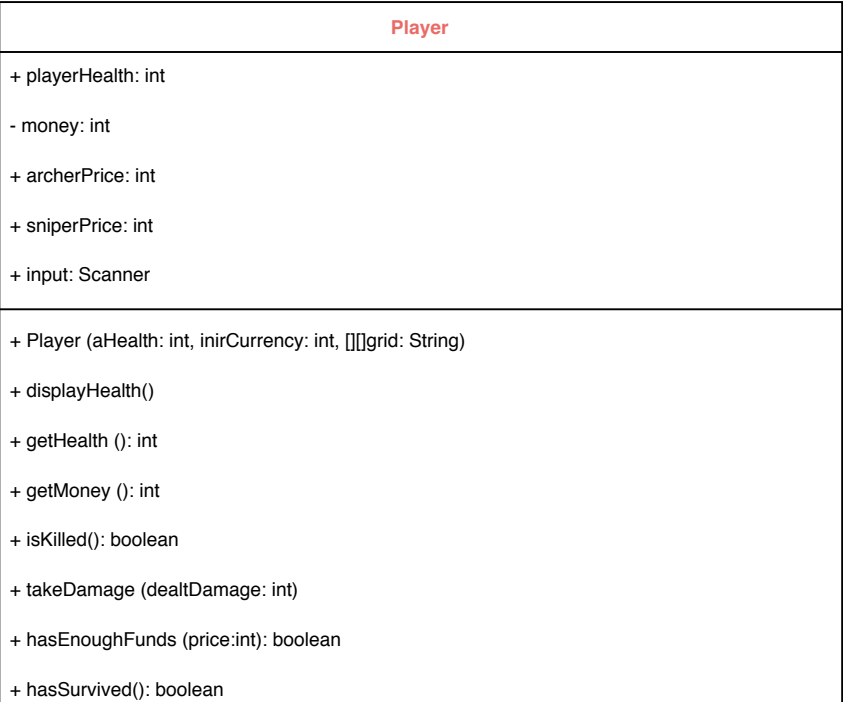 Player
+ playerHealth: int
- money: int
+ archerPrice: int
+ sniperPrice: int
+ input: Scanner
+ Player (aHealth: int, inirCurrency: int, [][]grid: String)
+ displayHealth()
+ getHealth (): int
+ getMoney (): int
+ isKilled(): boolean
+ takeDamage (dealtDamage: int)
+ hasEnoughFunds (price:int): boolean
+ hasSurvived(): boolean